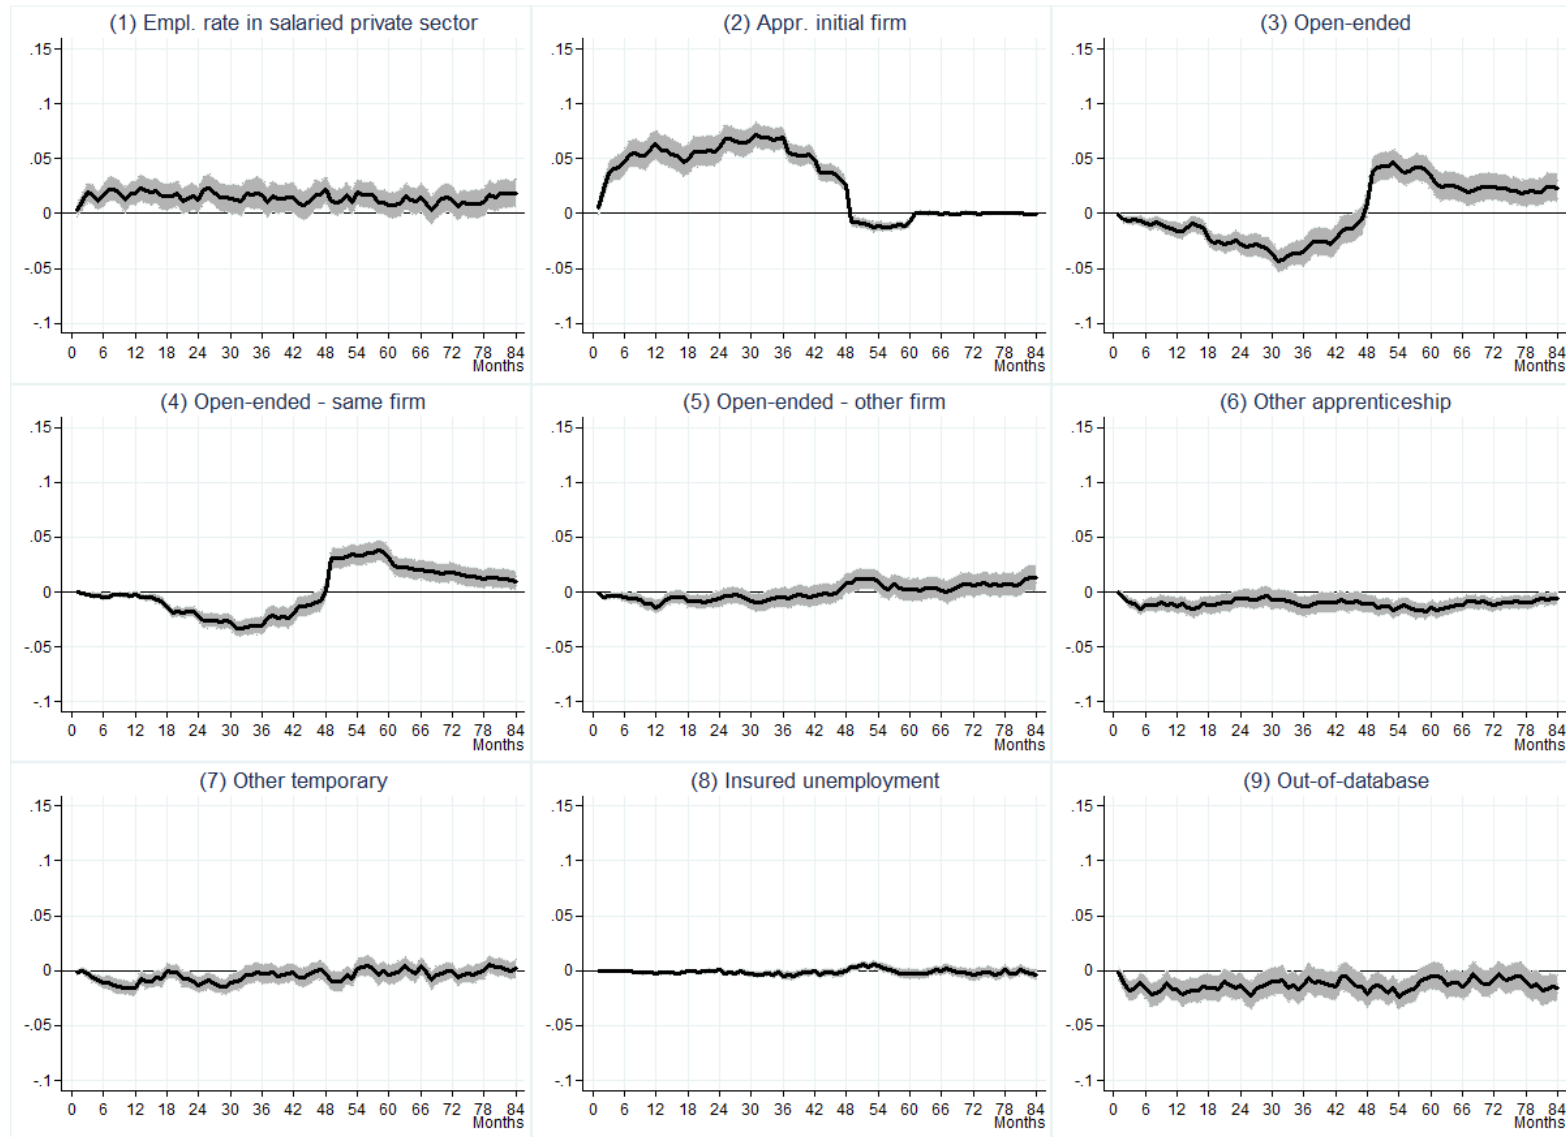 (1) Empl. rate in salaried private sector
.15
.1
.05
0
-.05
-.1
0 6 12 18 24 30 36 42 48 54 60 66 72 78 84
Months
(2) Appr. initial firm
.15
.1
.05
0
-.05
-.1
0 6 12 18 24 30 36 42 48 54 60 66 72 78 84
Months
(3) Open-ended
.15
.1
.05
0
-.05
-.1
0 6 12 18 24 30 36 42 48 54 60 66 72 78 84
Months
(4) Open-ended - same firm
.15
.1
.05
0
-.05
-.1
0 6 12 18 24 30 36 42 48 54 60 66 72 78 84
Months
(5) Open-ended - other firm
.15
.1
.05
0
-.05
-.1
0 6 12 18 24 30 36 42 48 54 60 66 72 78 84
Months
(6) Other apprenticeship
.15
.1
.05
0
-.05
-.1
0 6 12 18 24 30 36 42 48 54 60 66 72 78 84
Months
(7) Other temporary
.15
.1
.05
0
-.05
-.1
0 6 12 18 24 30 36 42 48 54 60 66 72 78 84
Months
(8) Insured unemployment
.15
.1
.05
0
-.05
-.1
0 6 12 18 24 30 36 42 48 54 60 66 72 78 84
Months
(9) Out-of-database
.15
.1
.05
0
-.05
-.1
0 6 12 18 24 30 36 42 48 54 60 66 72 78 84
Months